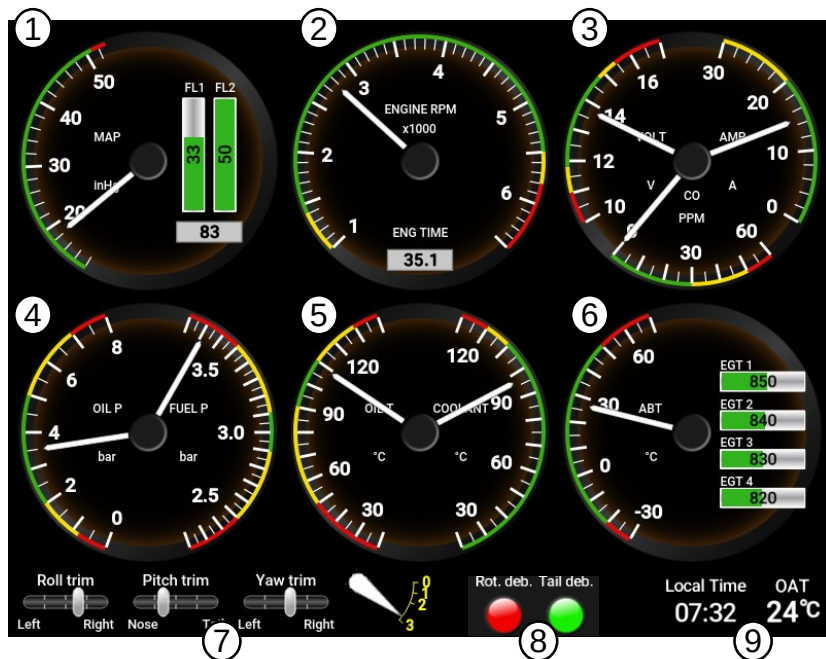 1
50
40
30
20
MAP
inHg
FL1 FL2
33
50
83
2
1
2
3
4
5
6
ENGINE RPM
x1000
ENG TIME
35.1
3
16
14
12
10
VOLT
V
30
20
10
0
AMP
A
CO
PPM
0
30
60
4
8
6
4
2
0
OIL P
bar
FUEL P
bar
3.5
3.0
2.5
5
120
90
60
30
OIL T
°C
COOLANT
°C
120
90
60
30
6
60
30
0
-30
ABT
°C
EGT 1
850
EGT 2
840
EGT 3
830
EGT 4
820
Roll trim
Left Right
Pitch trim
Nose Tail
Yaw trim
Left Right
7
0
1
2
3
Rot. deb. Tail deb.
8
Local Time OAT
07:32 24°C
9